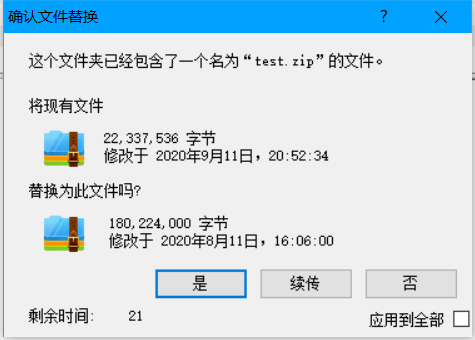 确认文件替换
这个文件夹已经包含了一个名为“test.zip”的文件。
将现有文件
22,337,536 字节
修改于 2020年9月11日，20:52:34
替换为此文件吗?
180,224,000 字节
修改于 2020年8月11日，16:06:00
是 续传 否
剩余时间: 21
应用到全部